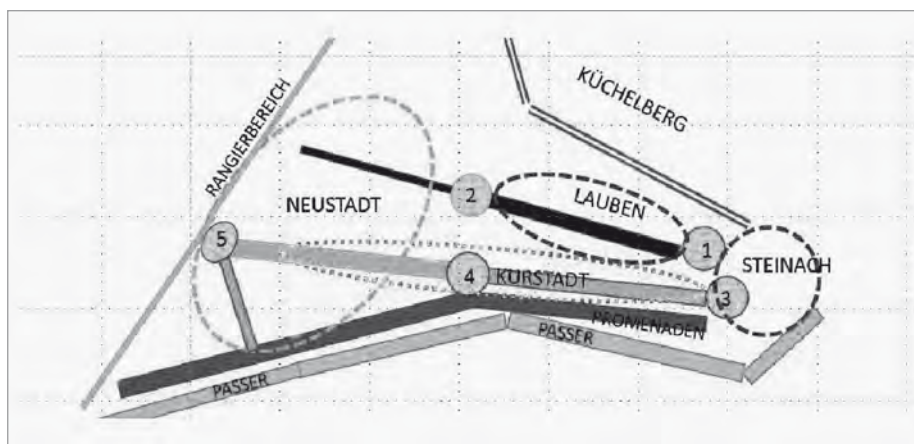 KÜCHELBERG
RANGIERBEREICH
2
LAUBEN
NEUSTADT
5
1
STEINACH
4
KURSTADT
3
PROMENADEN
PASSER
PASSER